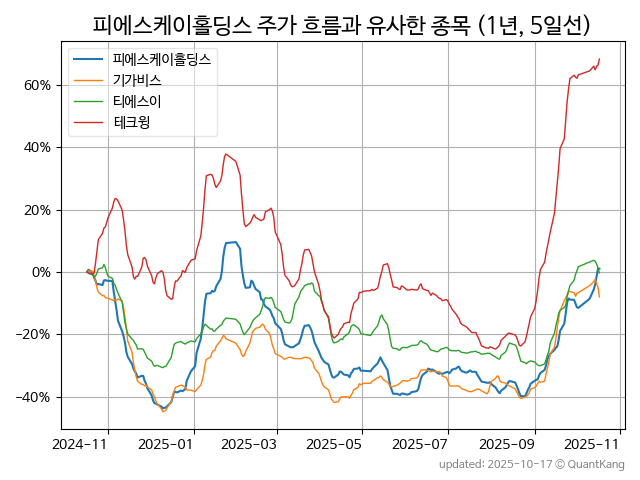 피에스케이홀딩스 주가 흐름과 유사한 종목 (1년, 5일선)
피에스케이홀딩스
기가비스
티에스이
테크윙
60%
40%
20%
0%
−20%
−40%
2024-11 2025-01 2025-03 2025-05 2025-07 2025-09 2025-11
updated: 2025-10-17 © QuantKang